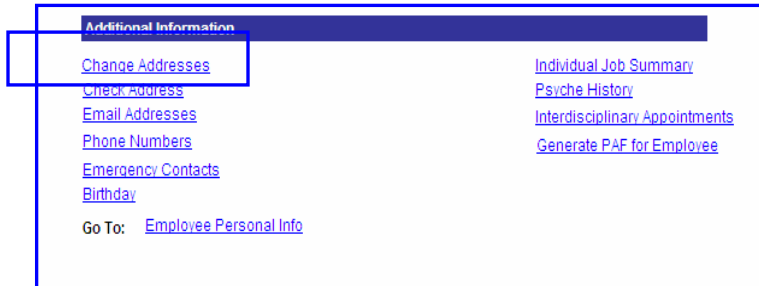 Additional Information
Change Addresses
Check Address
Email Addresses
Phone Numbers
Emergency Contacts
Birthday
Go To: Employee Personal Info
Individual Job Summary
Psyche History
Interdisciplinary Appointments
Generate PAF for Employee